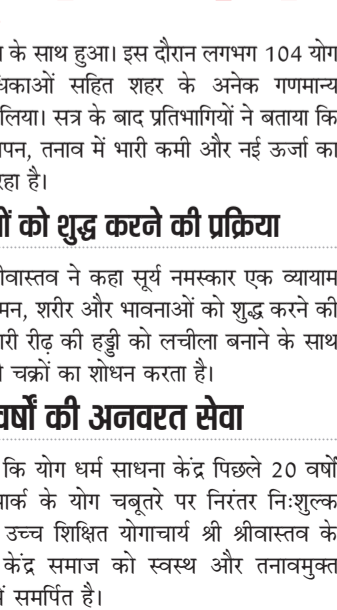 के साथ हुआ। इस दौरान लगभग 104 योग
धिकाओं सहित शहर के अनेक गणमान्य
लिया। सत्र के बाद प्रतिभागियों ने बताया कि
पन, तनाव में भारी कमी और नई ऊर्जा का
रहा है।
ों को शुद्ध करने की प्रक्रिया
ीवास्तव ने कहा सूर्य नमस्कार एक व्यायाम
मन, शरीर और भावनाओं को शुद्ध करने की
ारी रीढ़ की हड्डी को लचीला बनाने के साथ
चक्रों का शोधन करता है।
वर्षों की अनवरत सेवा
कि योग धर्म साधना केंद्र पिछले 20 वर्षों
पार्क के योग चबूतरे पर निरंतर निःशुल्क
उच्च शिक्षित योगाचार्य श्री श्रीवास्तव के
केंद्र समाज को स्वस्थ और तनावमुक्त
में समर्पित है।